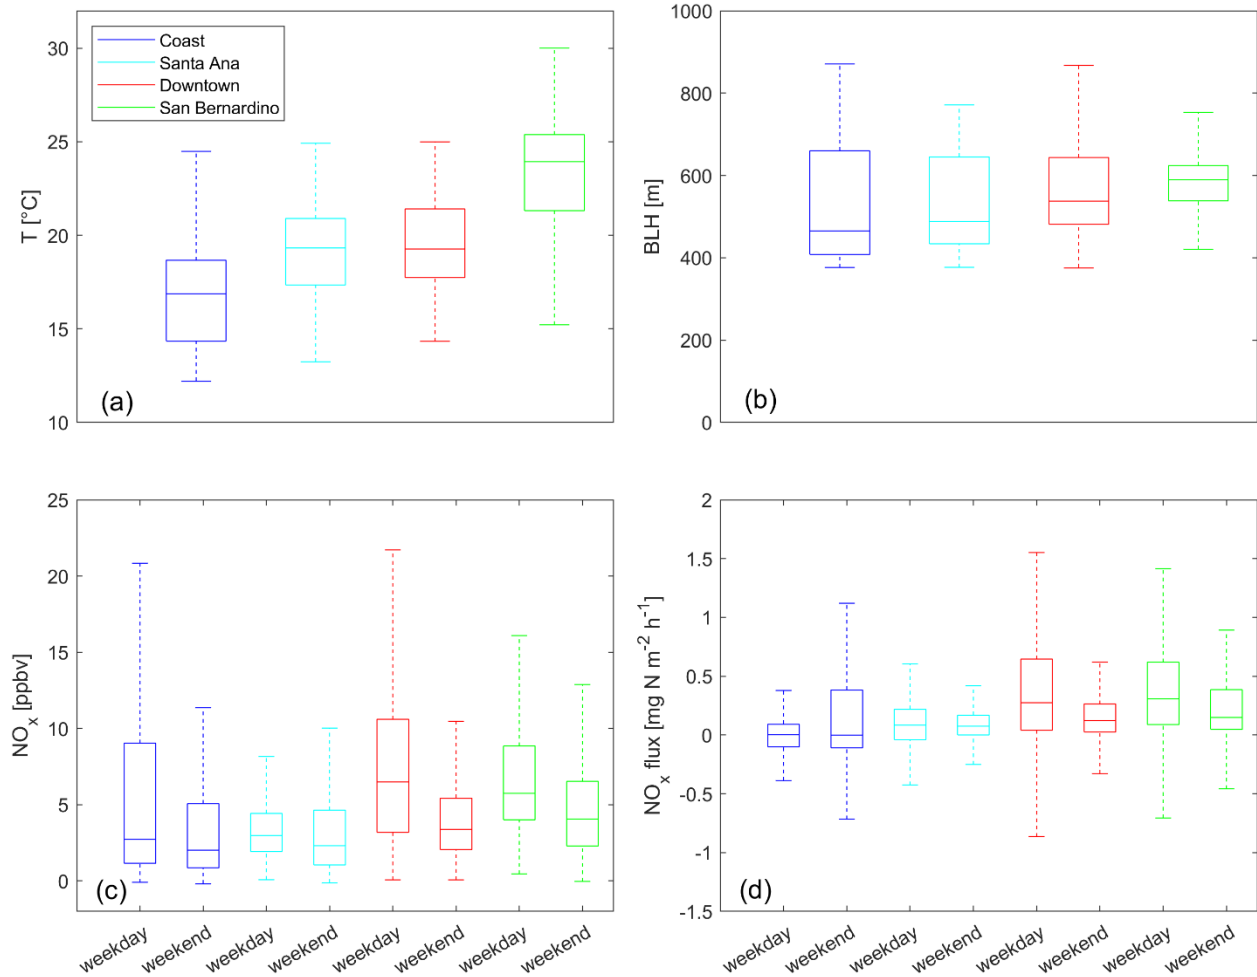 30
25
20
15
10
T [°C]
Coast
Santa Ana
Downtown
San Bernardino
(a)
1000
800
600
400
200
0
BLH [m]
(b)
25
20
15
10
5
0
NOx [ppbv]
(c)
weekday
weekend
weekday
weekend
weekday
weekend
weekday
weekend
2
1.5
1
0.5
0
-0.5
-1
-1.5
NOx flux [mg N m-2 h-1]
(d)
weekday
weekend
weekday
weekend
weekday
weekend
weekday
weekend